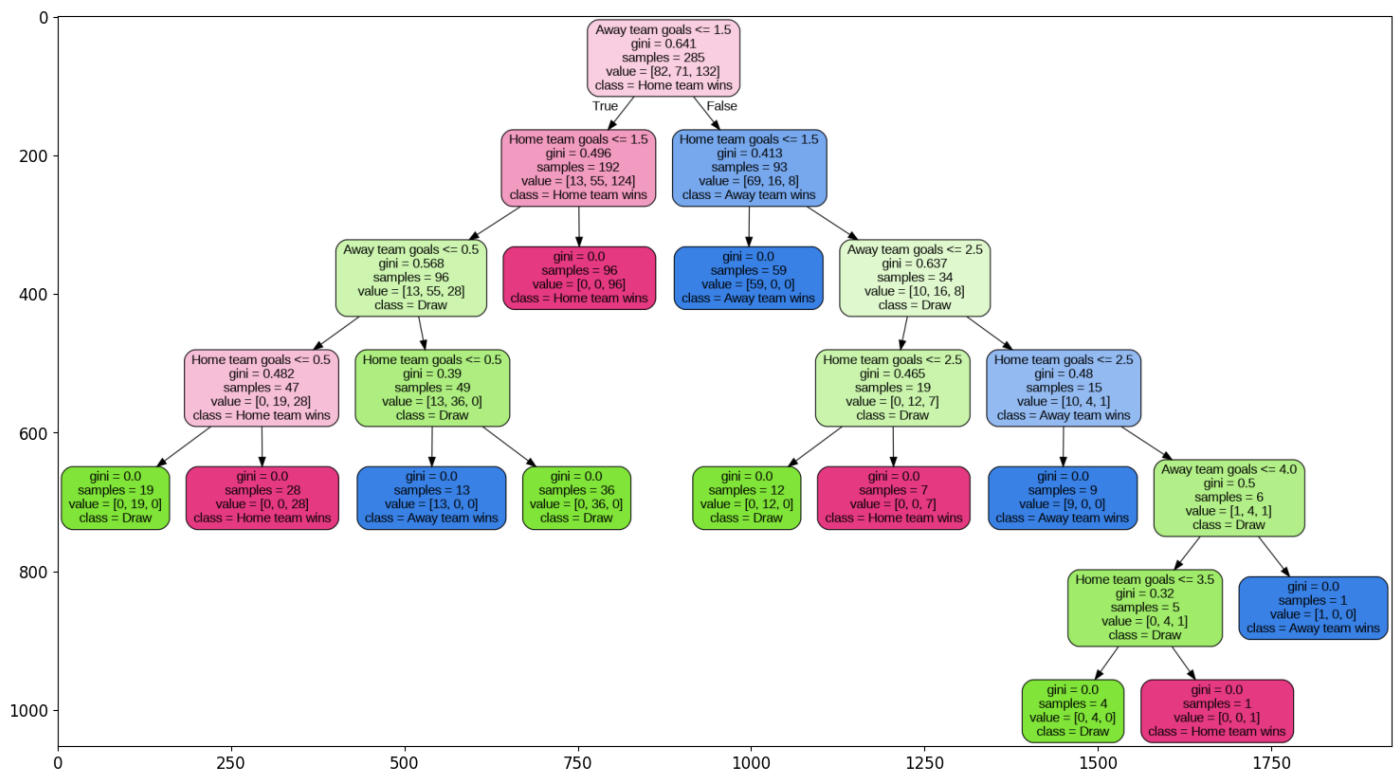 0
200
400
600
800
1000
0
250
500
750
1000
1250
1500
1750
Away team goals <= 1.5
gini = 0.641
samples = 285
value = [82, 71, 132]
class = Home team wins
True
False
Home team goals <= 1.5
gini = 0.496
samples = 192
value = [13, 55, 124]
class = Home team wins
Home team goals <= 1.5
gini = 0.413
samples = 93
value = [69, 16, 8]
class = Away team wins
Away team goals <= 0.5
gini = 0.568
samples = 96
value = [13, 55, 28]
class = Draw
gini = 0.0
samples = 96
value = [0, 0, 96]
class = Home team wins
gini = 0.0
samples = 59
value = [59, 0, 0]
class = Away team wins
Away team goals <= 2.5
gini = 0.637
samples = 34
value = [10, 16, 8]
class = Draw
Home team goals <= 0.5
gini = 0.482
samples = 47
value = [0, 19, 28]
class = Home team wins
Home team goals <= 0.5
gini = 0.39
samples = 49
value = [13, 36, 0]
class = Draw
Home team goals <= 2.5
gini = 0.465
samples = 19
value = [0, 12, 7]
class = Draw
Home team goals <= 2.5
gini = 0.48
samples = 15
value = [10, 4, 1]
class = Away team wins
gini = 0.0
samples = 19
value = [0, 19, 0]
class = Draw
gini = 0.0
samples = 28
value = [0, 0, 28]
class = Home team wins
gini = 0.0
samples = 13
value = [13, 0, 0]
class = Away team wins
gini = 0.0
samples = 36
value = [0, 36, 0]
class = Draw
gini = 0.0
samples = 12
value = [0, 12, 0]
class = Draw
gini = 0.0
samples = 7
value = [0, 0, 7]
class = Home team wins
gini = 0.0
samples = 9
value = [9, 0, 0]
class = Away team wins
Away team goals <= 4.0
gini = 0.5
samples = 6
value = [1, 4, 1]
class = Draw
Home team goals <= 3.5
gini = 0.32
samples = 5
value = [0, 4, 1]
class = Draw
gini = 0.0
samples = 1
value = [1, 0, 0]
class = Away team wins
gini = 0.0
samples = 4
value = [0, 4, 0]
class = Draw
gini = 0.0
samples = 1
value = [0, 0, 1]
class = Home team wins